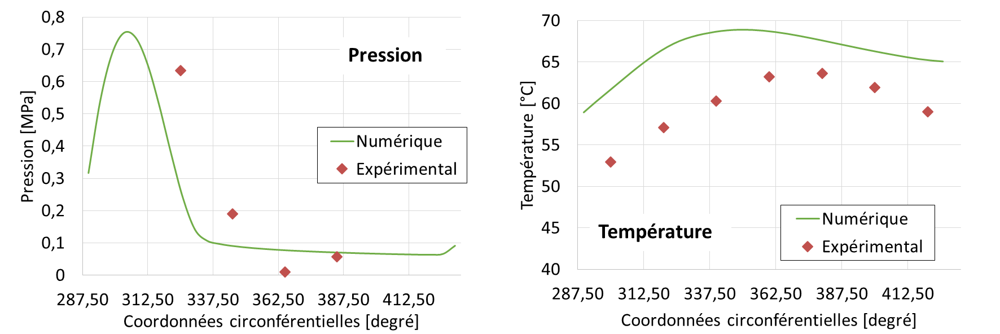 0,8
0,7
0,6
0,5
0,4
0,3
0,2
0,1
0
Pression [MPa]
Pression
Numérique
Expérimental
287,50 312,50 337,50 362,50 387,50 412,50
Coordonnées circonférentielles [degré]
70
65
60
55
50
45
40
Température [°C]
Température
Numérique
Expérimental
287,50 312,50 337,50 362,50 387,50 412,50
Coordonnées circonférentielles [degré]